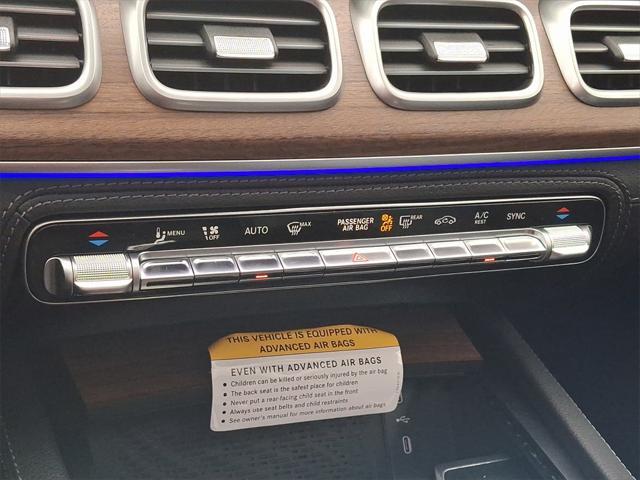 MENU
OFF
AUTO
MAX
PASSENGER
AIR BAG
OFF
REAR
A/C
REST
SYNC
THIS VEHICLE IS EQUIPPED WITH
ADVANCED AIR BAGS
EVEN WITH ADVANCED AIR BAGS
• Children can be killed or seriously injured by the air bag
• The back seat is the safest place for children
• Never put a rear-facing child seat in the front
• Always use seat belts and child restraints
• See owner's manual for more information about air bags